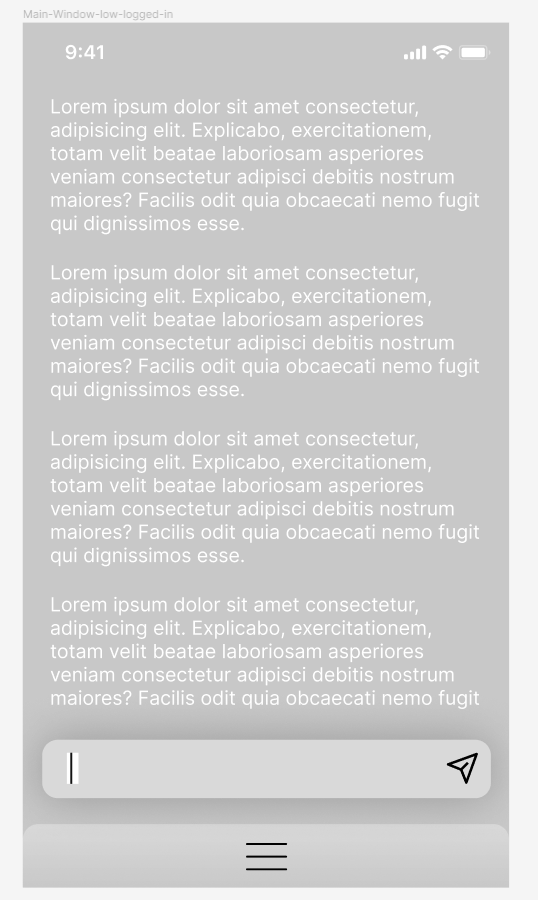 Main-Window-low-logged-in
9:41
Lorem ipsum dolor sit amet consectetur,
adipisicing elit. Explicabo, exercitationem,
totam velit beatae laboriosam asperiores
veniam consectetur adipisci debitis nostrum
maiores? Facilis odit quia obcaecati nemo fugit
qui dignissimos esse.
Lorem ipsum dolor sit amet consectetur,
adipisicing elit. Explicabo, exercitationem,
totam velit beatae laboriosam asperiores
veniam consectetur adipisci debitis nostrum
maiores? Facilis odit quia obcaecati nemo fugit
qui dignissimos esse.
Lorem ipsum dolor sit amet consectetur,
adipisicing elit. Explicabo, exercitationem,
totam velit beatae laboriosam asperiores
veniam consectetur adipisci debitis nostrum
maiores? Facilis odit quia obcaecati nemo fugit
qui dignissimos esse.
Lorem ipsum dolor sit amet consectetur,
adipisicing elit. Explicabo, exercitationem,
totam velit beatae laboriosam asperiores
veniam consectetur adipisci debitis nostrum
maiores? Facilis odit quia obcaecati nemo fugit